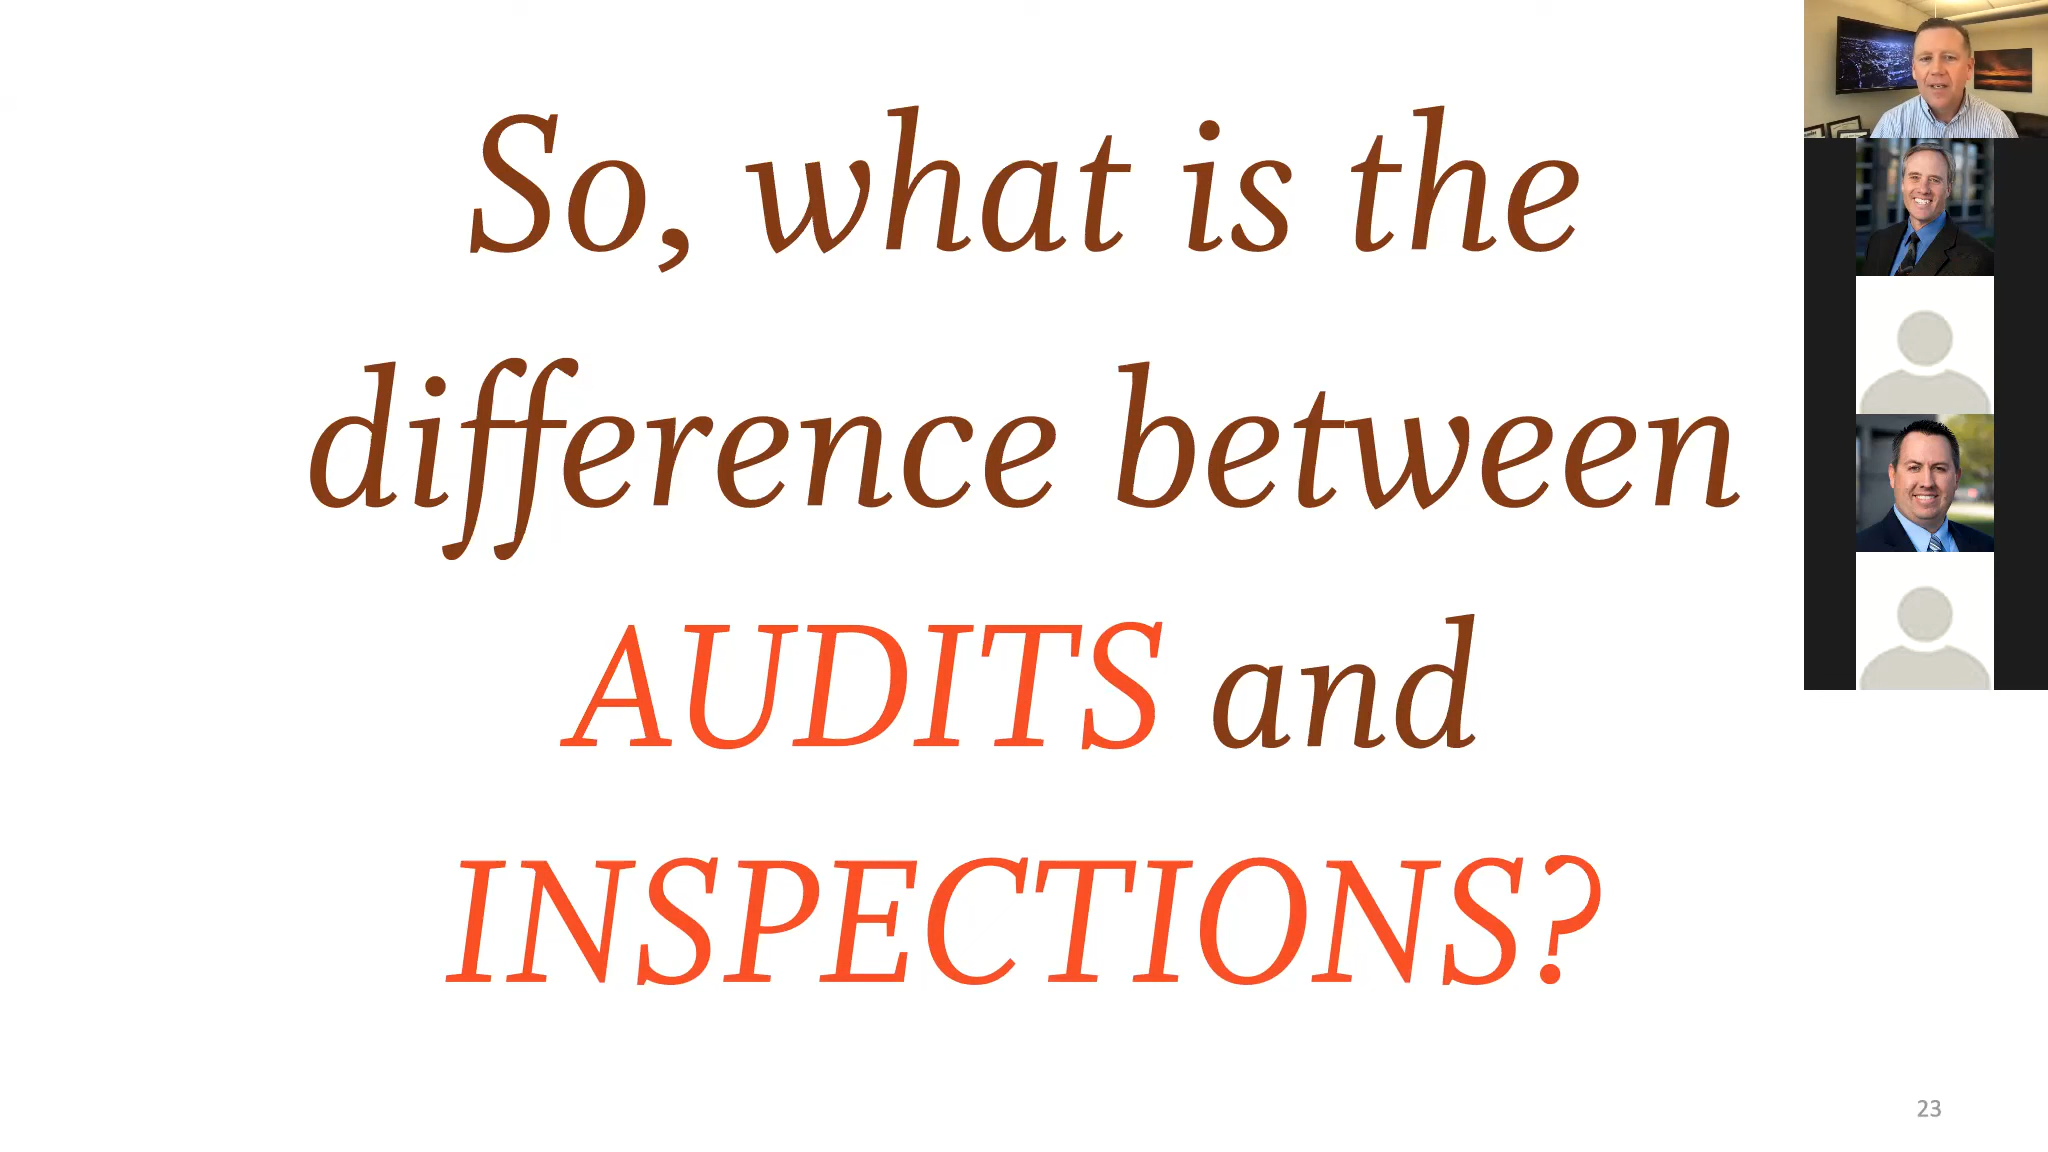 So, what is the
difference between
AUDITS and
INSPECTIONS?
23